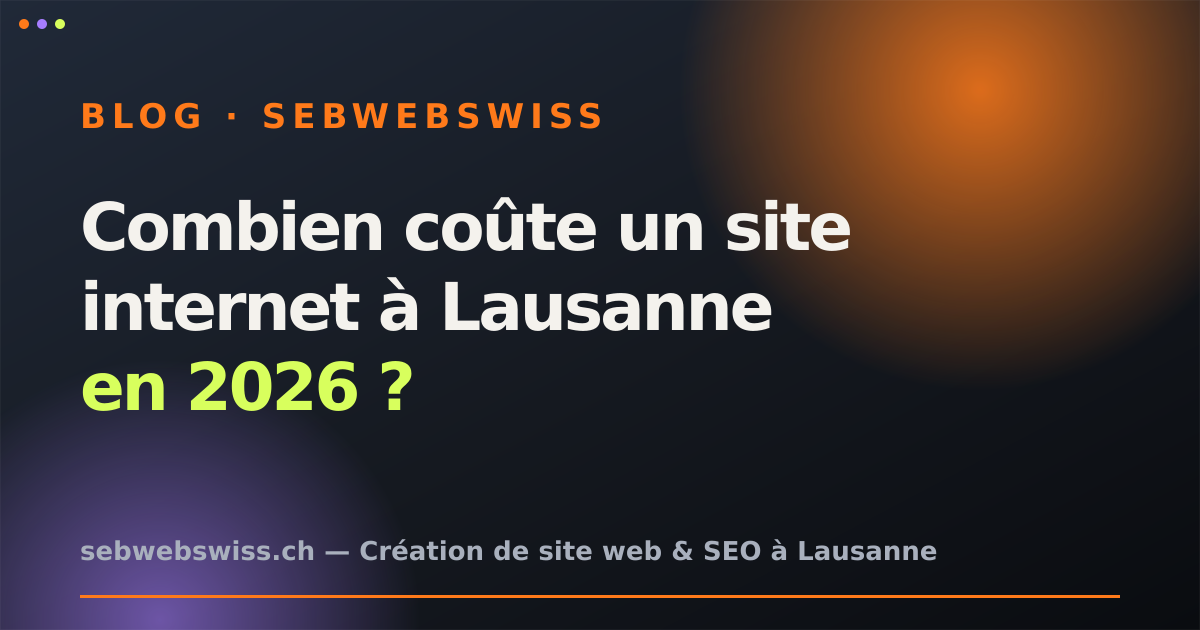 BLOG · SEBWEBSWISS
Combien coûte un site
internet à Lausanne
en 2026 ?
sebwebswiss.ch — Création de site web & SEO à Lausanne